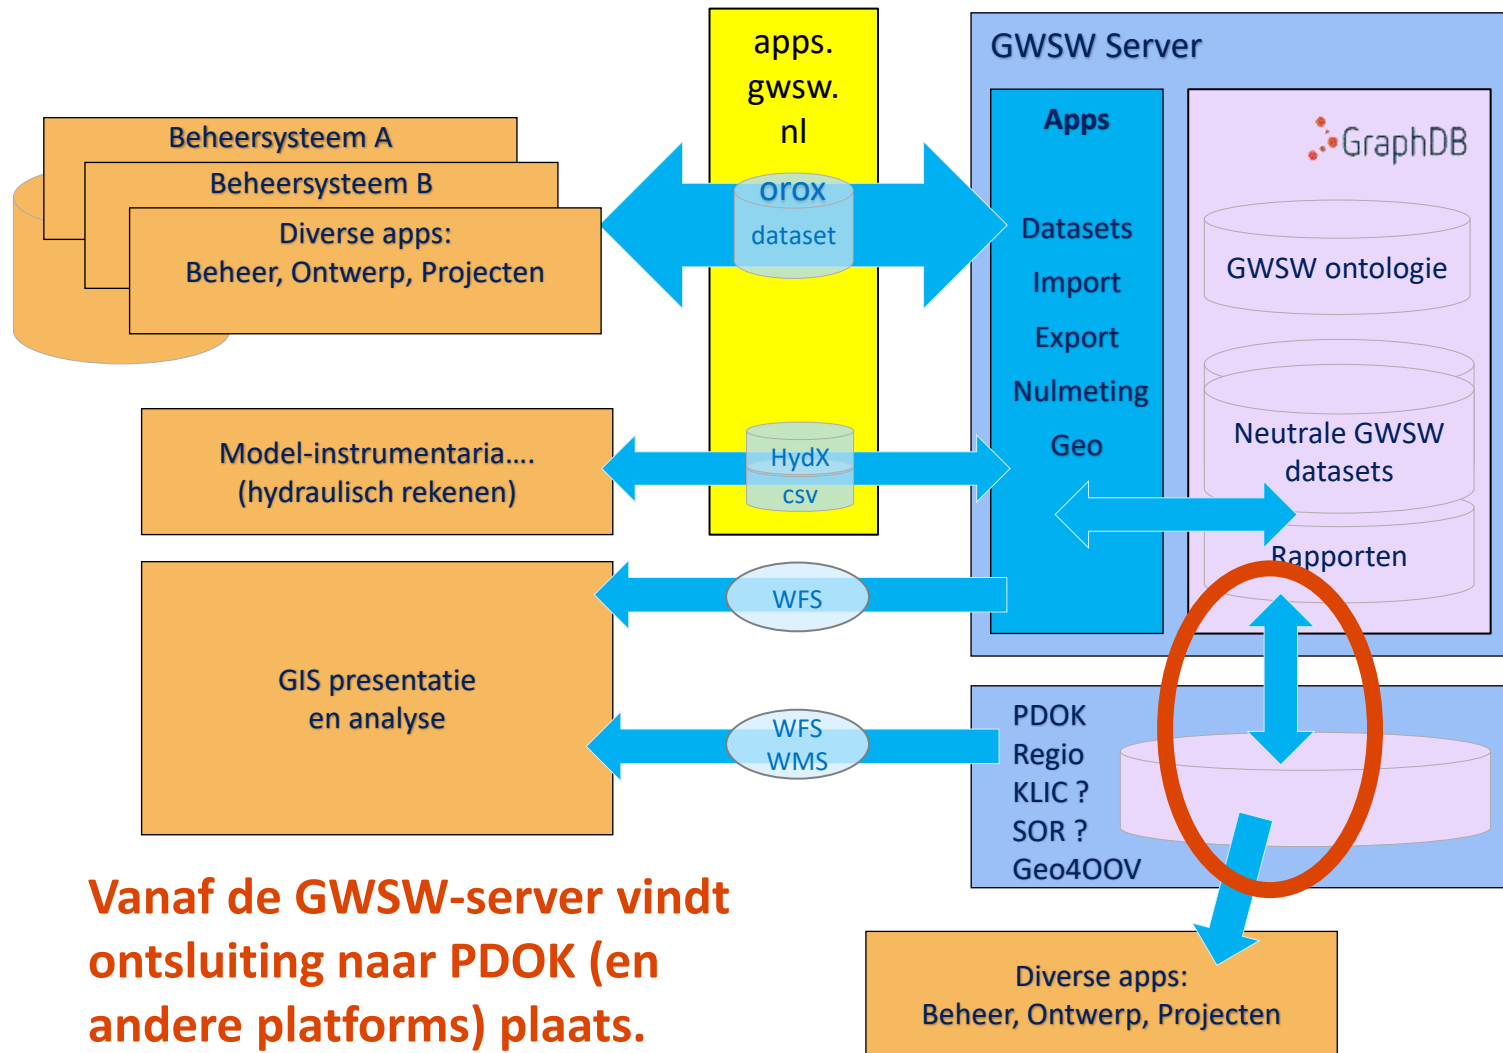 Beheersysteem A
Beheersysteem B
Diverse apps:
Beheer, Ontwerp, Projecten
apps.
gwsw.
nl
orox
dataset
GWSW Server
Apps
Datasets
Import
Export
Nulmeting
Geo
GraphDB
GWSW ontologie
Neutrale GWSW
datasets
Rapporten
Model-instrumentaria....
(hydraulisch rekenen)
HydX
csv
GIS presentatie
en analyse
WFS
WFS
WMS
PDOK
Regio
KLIC ?
SOR ?
Geo4OOV
Vanaf de GWSW-server vindt
ontsluiting naar PDOK (en
andere platforms) plaats.
Diverse apps:
Beheer, Ontwerp, Projecten